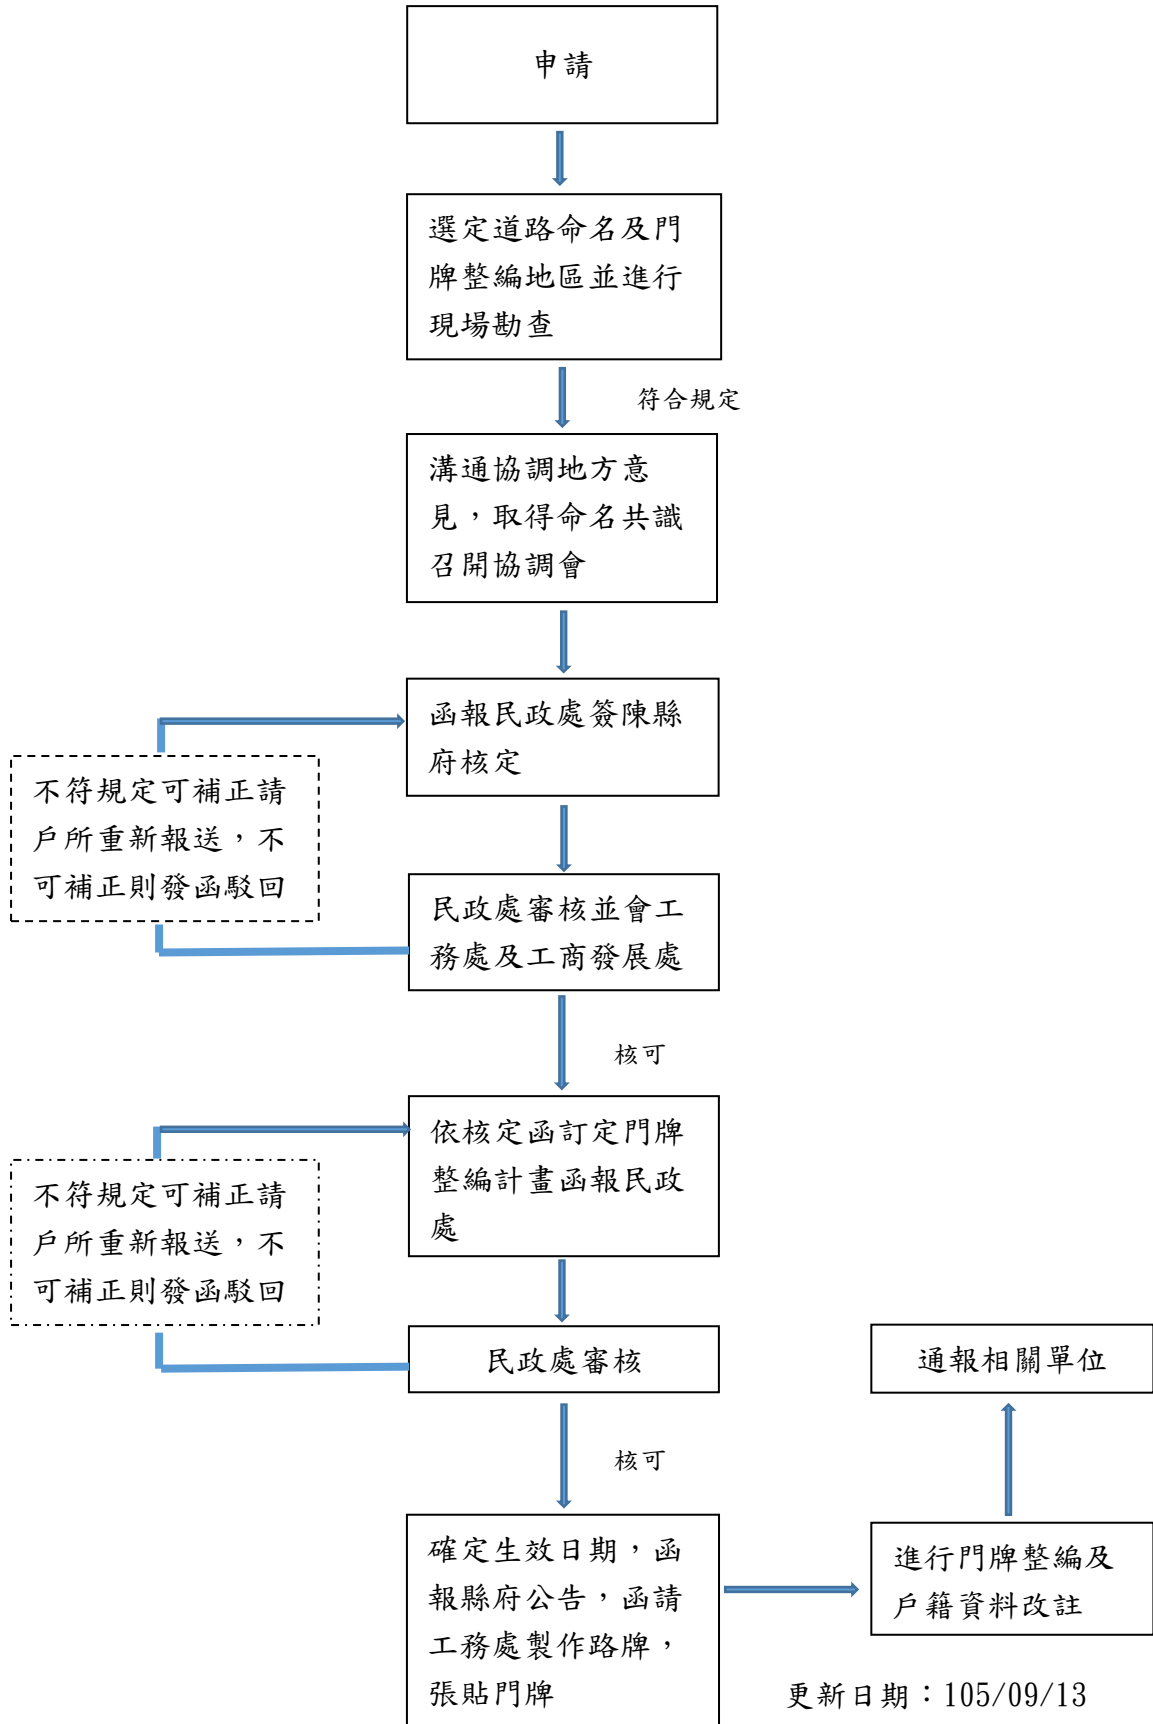 申請
選定道路命名及門
牌整編地區並進行
現場勘查
符合規定
溝通協調地方意
見，取得命名共識
召開協調會
函報民政處簽陳縣
府核定
不符規定可補正請
戶所重新報送，不
可補正則發函駁回
民政處審核並會工
務處及工商發展處
核可
依核定函訂定門牌
整編計畫函報民政
處
不符規定可補正請
戶所重新報送，不
可補正則發函駁回
民政處審核
通報相關單位
核可
確定生效日期，函
報縣府公告，函請
工務處製作路牌，
張貼門牌
進行門牌整編及
戶籍資料改註
更新日期：105/09/13